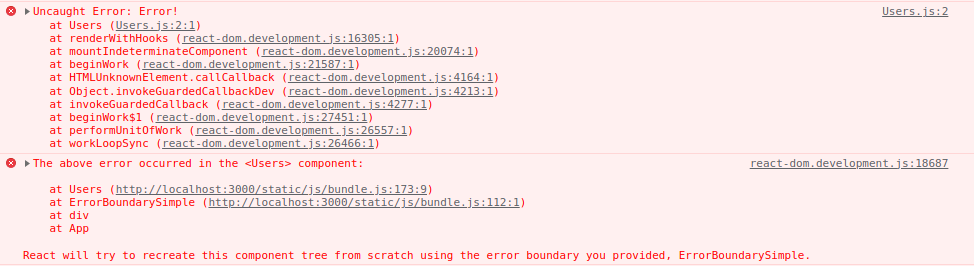 Uncaught Error: Error! Users.js:2
at Users (Users.js:2:1)
at renderWithHooks (react-dom.development.js:16305:1)
at mountIndeterminateComponent (react-dom.development.js:20074:1)
at beginWork (react-dom.development.js:21587:1)
at HTMLUnknownElement.callCallback (react-dom.development.js:4164:1)
at Object.invokeGuardedCallbackDev (react-dom.development.js:4213:1)
at invokeGuardedCallback (react-dom.development.js:4277:1)
at beginWork$1 (react-dom.development.js:27451:1)
at performUnitOfWork (react-dom.development.js:26557:1)
at workLoopSync (react-dom.development.js:26466:1)
The above error occurred in the <Users> component: react-dom.development.js:18687
at Users (http://localhost:3000/static/js/bundle.js:173:9)
at ErrorBoundarySimple (http://localhost:3000/static/js/bundle.js:112:1)
at div
at App
React will try to recreate this component tree from scratch using the error boundary you provided, ErrorBoundarySimple.